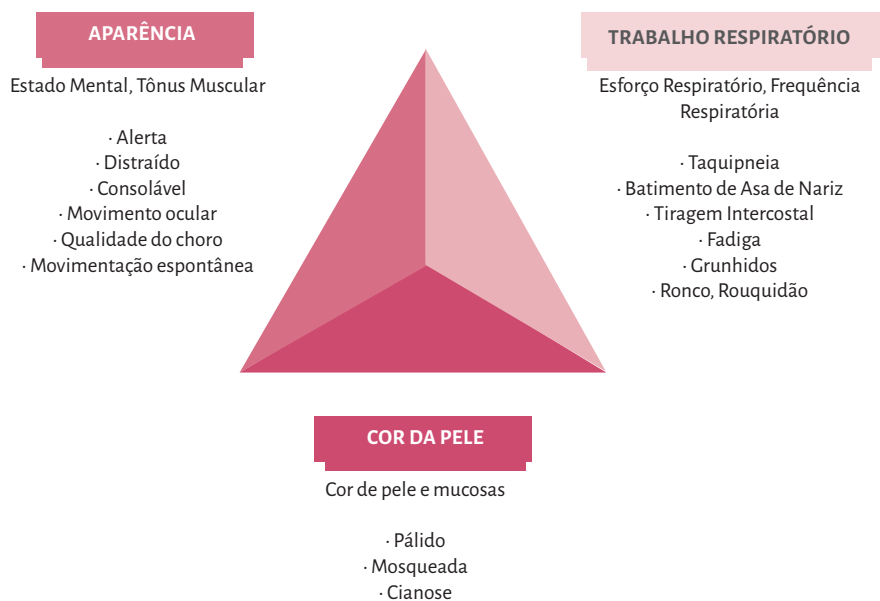 APARÊNCIA
Estado Mental, Tônus Muscular
· Alerta
· Distraído
· Consolável
· Movimento ocular
· Qualidade do choro
· Movimentação espontânea
TRABALHO RESPIRATÓRIO
Esforço Respiratório, Frequência
Respiratória
· Taquipneia
· Batimento de Asa de Nariz
· Tiragem Intercostal
· Fadiga
· Grunhidos
· Ronco, Rouquidão
COR DA PELE
Cor de pele e mucosas
· Pálido
· Mosqueada
· Cianose